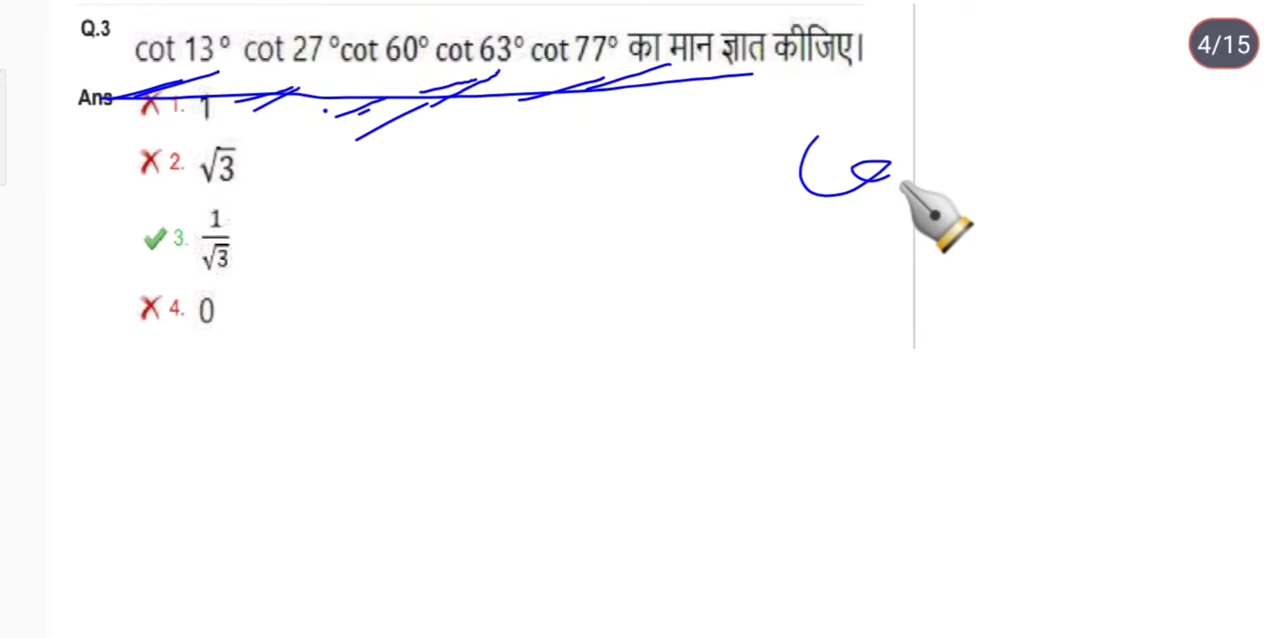 Q.3 cot 13° cot 27° cot 60° cot 63° cot 77° का मान ज्ञात कीजिए।
4/15
Ans ✗ 1. 1
✗ 2. √3
✓ 3. 1/√3
✗ 4. 0